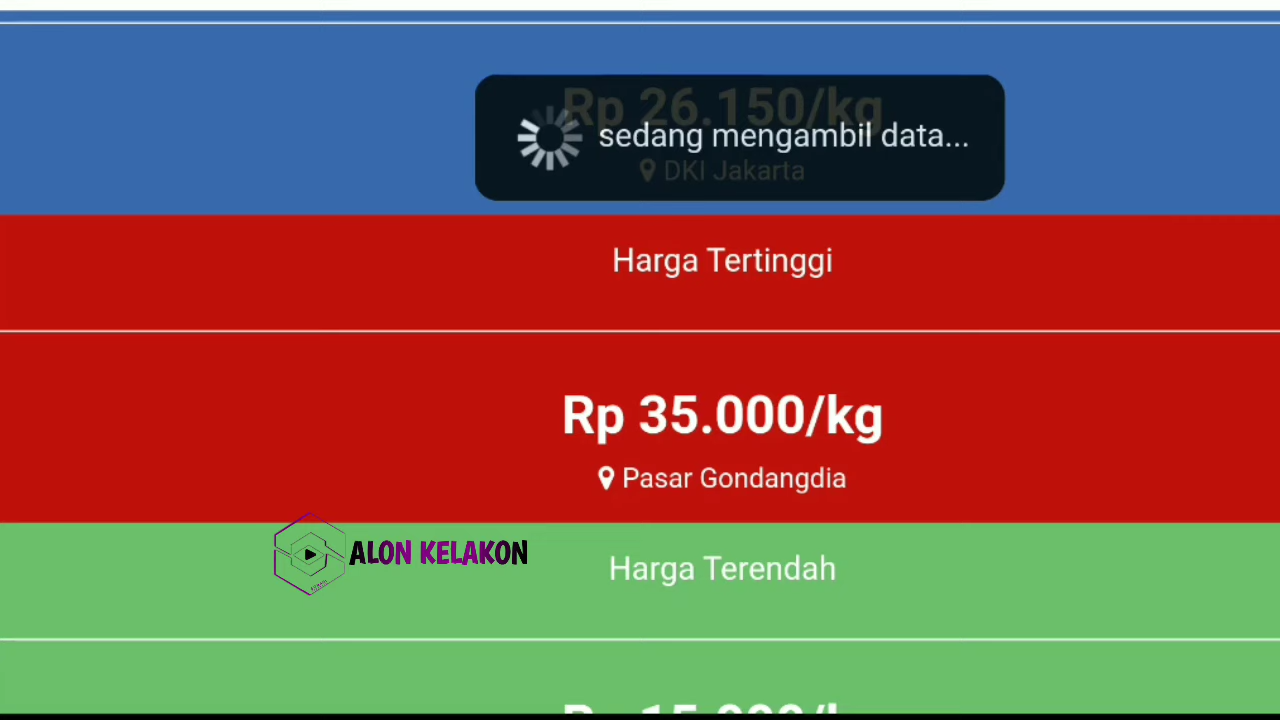 Rp 26.150/kg
sedang mengambil data...
DKI Jakarta
Harga Tertinggi
Rp 35.000/kg
Pasar Gondangdia
ALON KELAKON
Harga Terendah